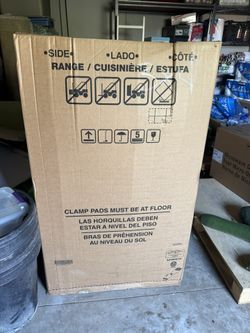 •SIDE• •LADO• •CÔTÉ•
RANGE / CUISINIÈRE / ESTUFA
5
CLAMP PADS MUST BE AT FLOOR
LAS HORQUILLAS DEBEN
ESTAR A NIVEL DEL PISO
BRAS DE PRÉHENSION
AU NIVEAU DU SOL